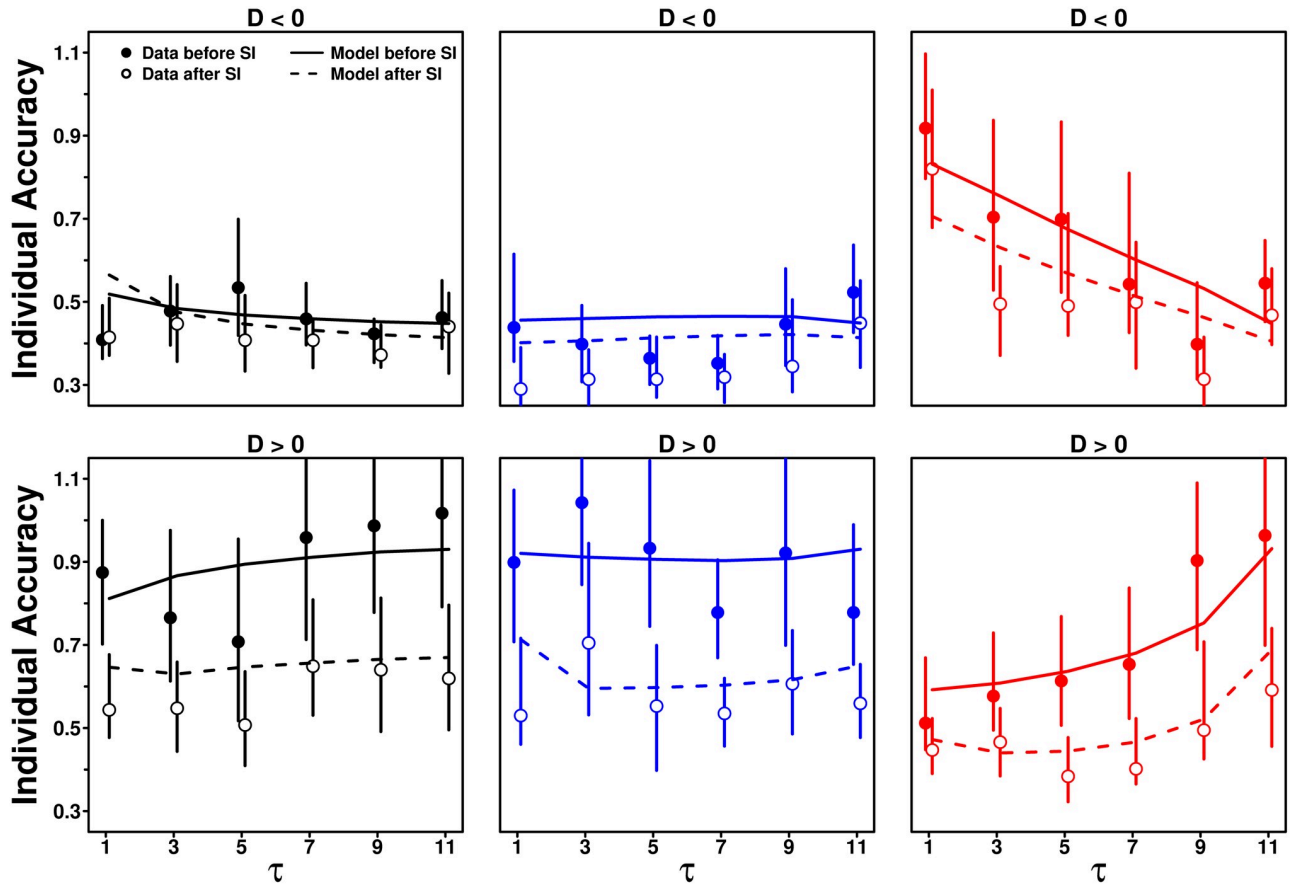 D < 0
D < 0
D < 0
Individual Accuracy
1.1
0.9
0.7
0.5
0.3
Data before SI
Model before SI
Data after SI
Model after SI
D > 0
D > 0
D > 0
Individual Accuracy
1.1
0.9
0.7
0.5
0.3
1 3 5 7 9 11
1 3 5 7 9 11
1 3 5 7 9 11
τ
τ
τ